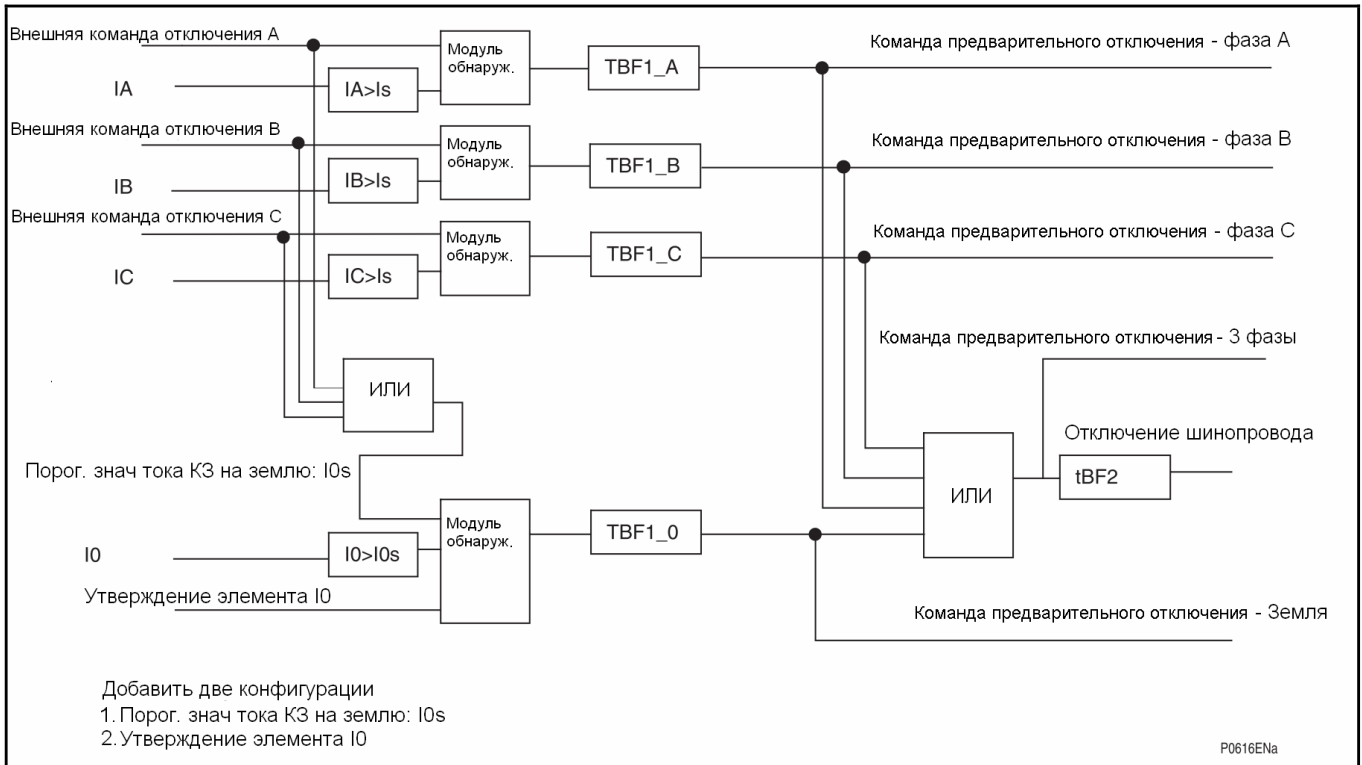 Внешняя команда отключения А
IA
IA>Is
Модуль
обнаруж.
TBF1_A
Команда предварительного отключения - фаза А
Внешняя команда отключения В
IB
IB>Is
Модуль
обнаруж.
TBF1_B
Команда предварительного отключения - фаза В
Внешняя команда отключения С
IC
IC>Is
Модуль
обнаруж.
TBF1_C
Команда предварительного отключения - фаза С
Команда предварительного отключения - 3 фазы
ИЛИ
Отключение шинопровода
tBF2
ИЛИ
Порог. знач тока КЗ на землю: I0s
I0
I0>I0s
Модуль
обнаруж.
TBF1_0
Утверждение элемента I0
Команда предварительного отключения - Земля
Добавить две конфигурации
1. Порог. знач тока КЗ на землю: I0s
2. Утверждение элемента I0
P0616ENa